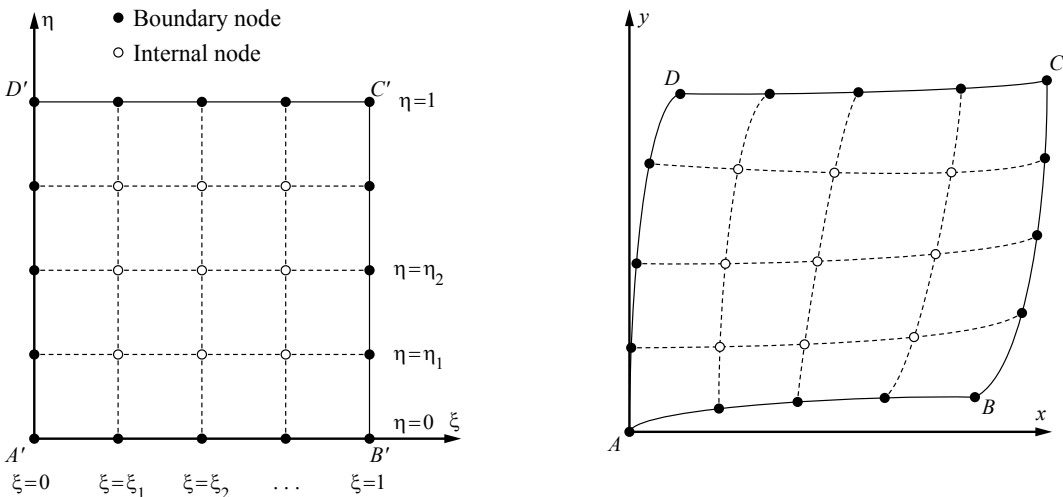 η
● Boundary node
○ Internal node
D′
C′
η=1
η=η₂
η=η₁
η=0
ξ
A′
B′
ξ=0
ξ=ξ₁
ξ=ξ₂
...
ξ=1
y
C
D
B
x
A